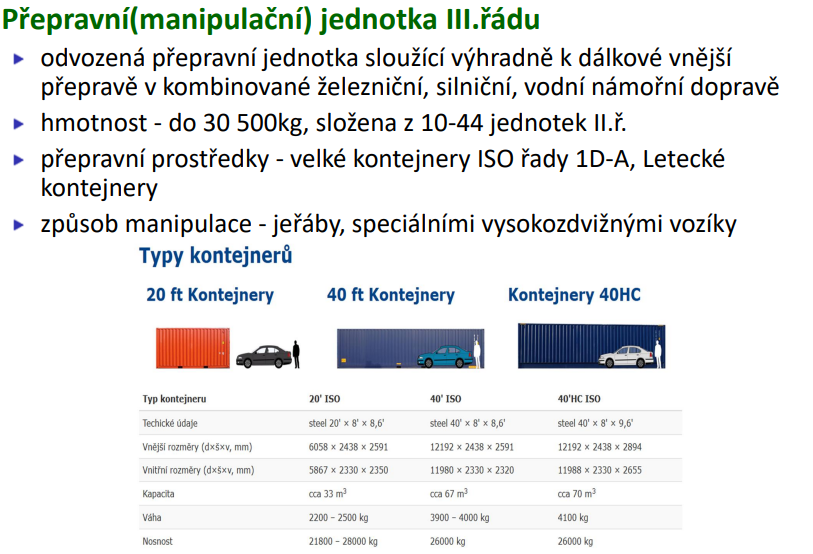 Přepravní(manipulační) jednotka III.řádu
odvozená přepravní jednotka sloužící výhradně k dálkové vnější
přepravě v kombinované železniční, silniční, vodní námořní dopravě
hmotnost - do 30 500kg, složena z 10-44 jednotek II.ř.
přepravní prostředky - velké kontejnery ISO řady 1D-A, Letecké
kontejnery
způsob manipulace - jeřáby, speciálními vysokozdvižnými vozíky
Typy kontejnerů
20 ft Kontejnery 40 ft Kontejnery Kontejnery 40HC
Typ kontejneru 20' ISO 40' ISO 40'HC ISO
Techické údaje steel 20' × 8' × 8,6' steel 40' × 8' × 8,6' steel 40' × 8' × 9,6'
Vnější rozměry (d×š×v, mm) 6058 × 2438 × 2591 12192 × 2438 × 2591 12192 × 2438 × 2894
Vnitřní rozměry (d×š×v, mm) 5867 × 2330 × 2350 11980 × 2330 × 2320 11988 × 2330 × 2655
Kapacita cca 33 m³ cca 67 m³ cca 70 m³
Váha 2200 – 2500 kg 3900 – 4000 kg 4100 kg
Nosnost 21800 – 28000 kg 26000 kg 26000 kg